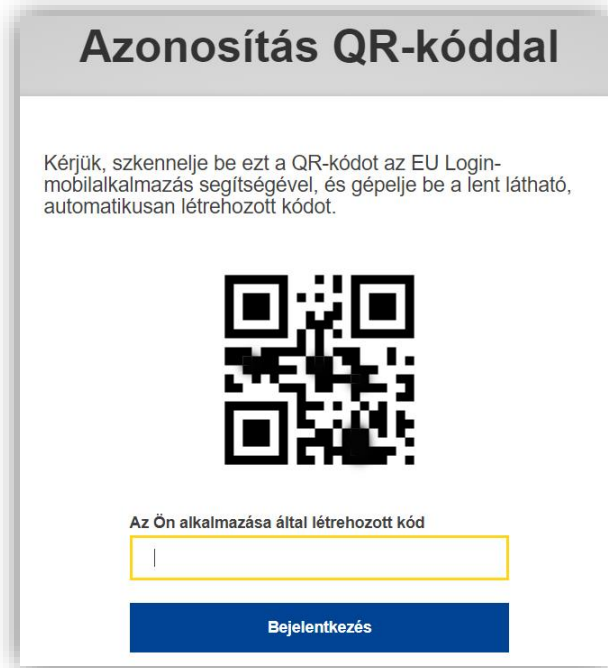 Azonosítás QR-kóddal
Kérjük, szkennelje be ezt a QR-kódot az EU Login-
mobilalkalmazás segítségével, és gépelje be a lent látható,
automatikusan létrehozott kódot.
Az Ön alkalmazása által létrehozott kód
Bejelentkezés